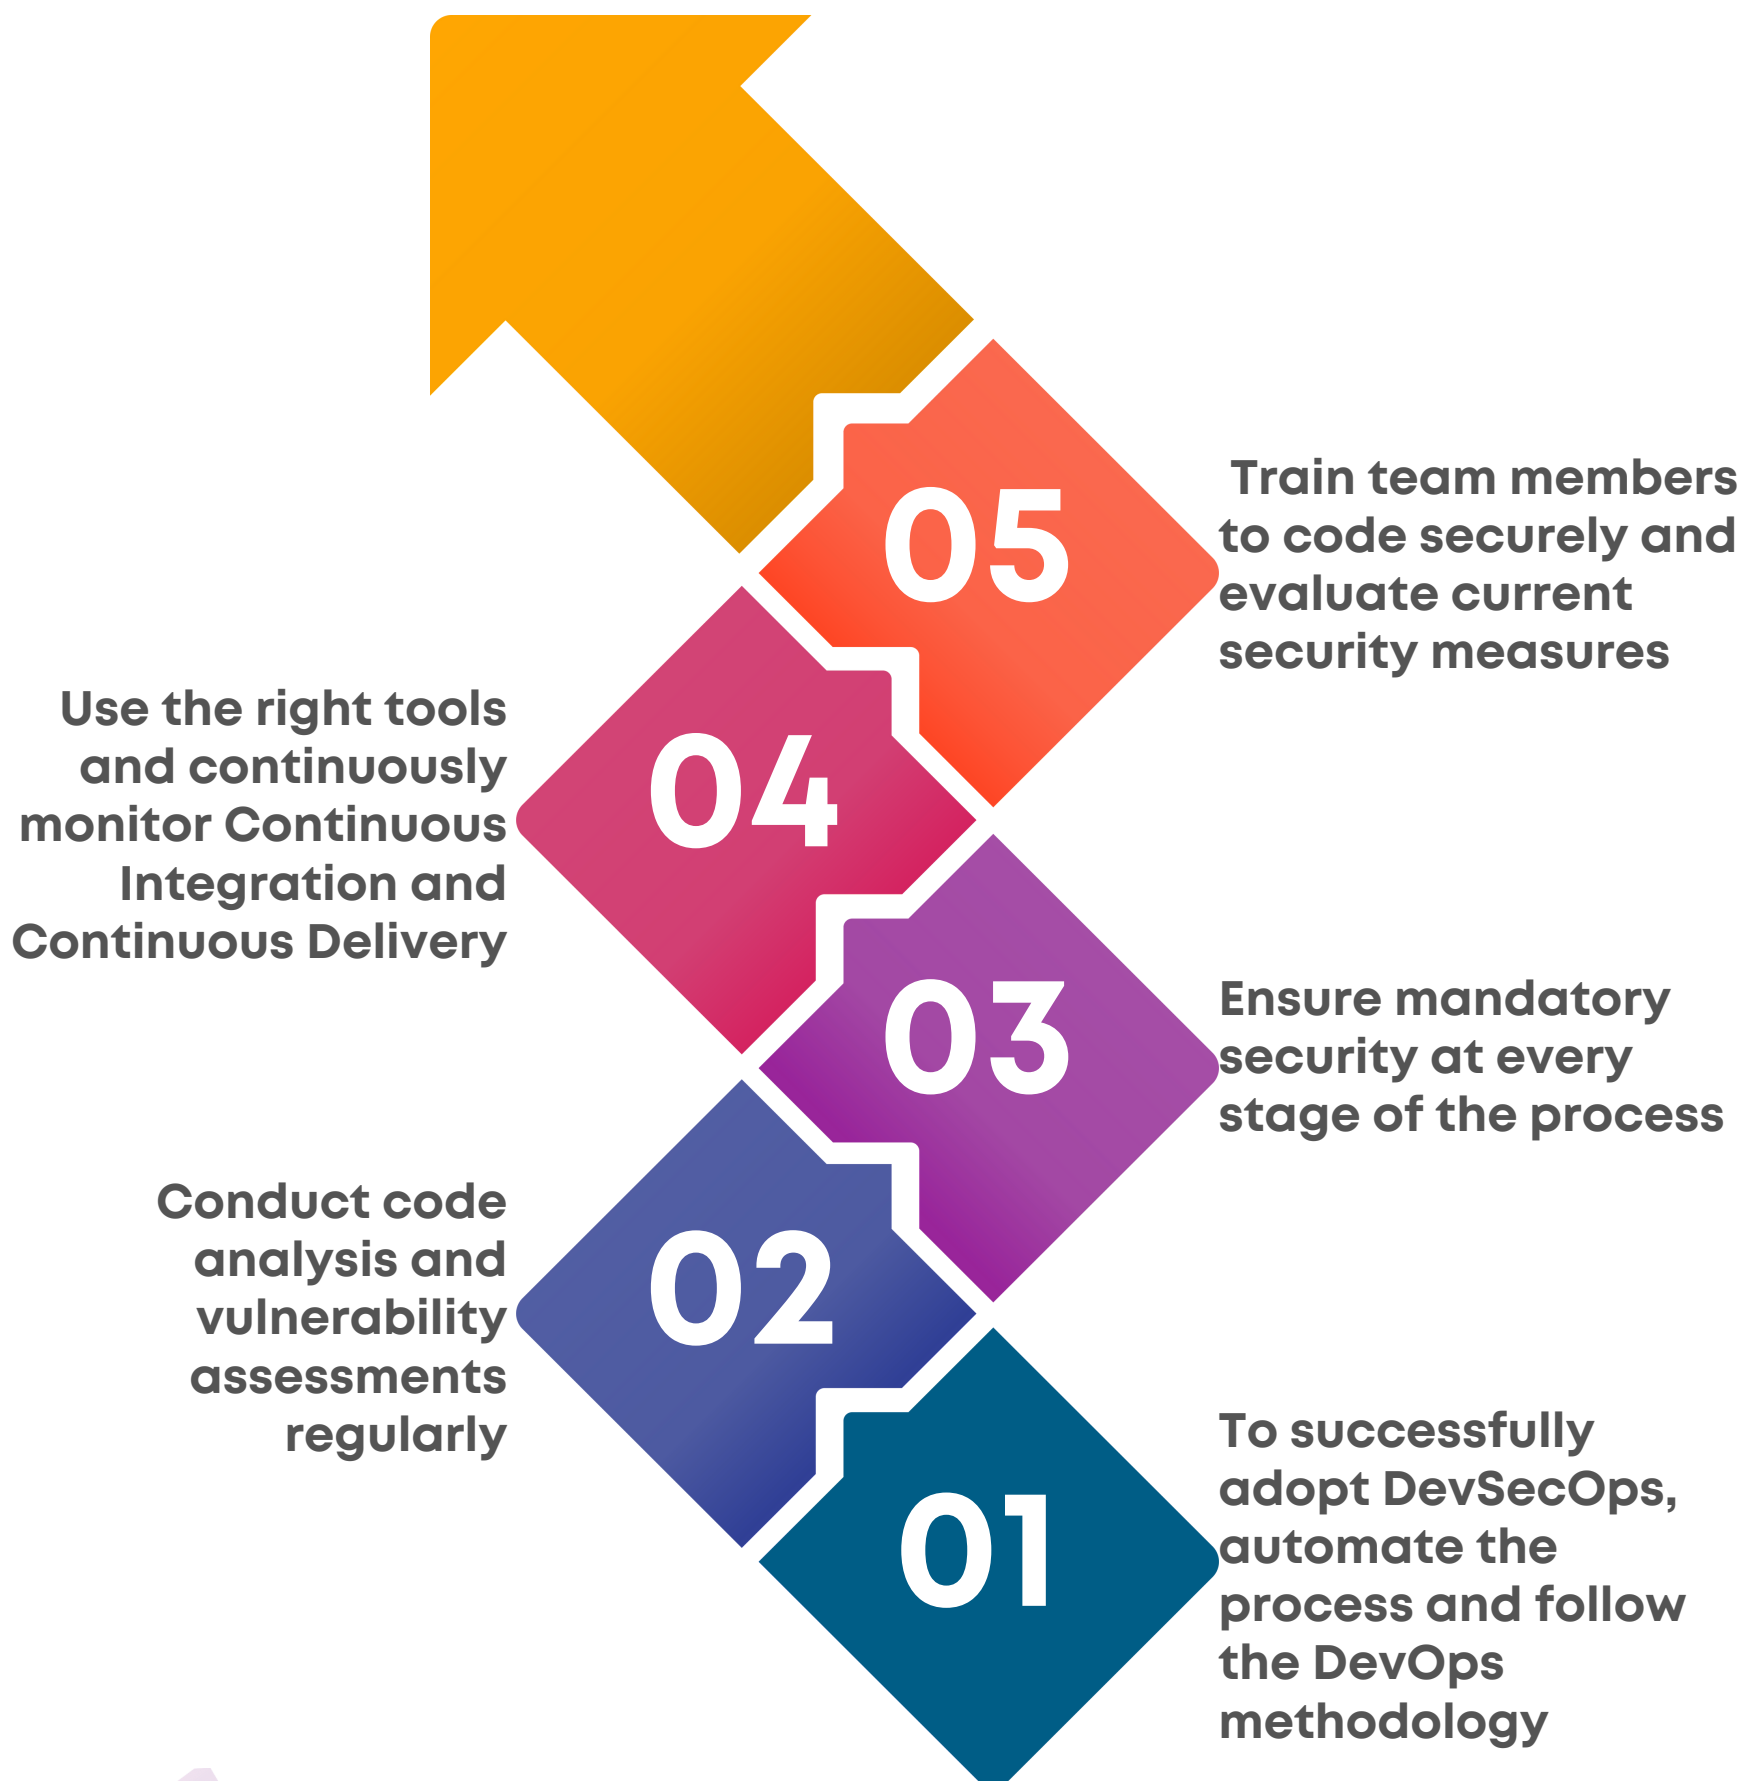 05
Train team members
to code securely and
evaluate current
security measures
04
Use the right tools
and continuously
monitor Continuous
Integration and
Continuous Delivery
03
Ensure mandatory
security at every
stage of the process
02
Conduct code
analysis and
vulnerability
assessments
regularly
01
To successfully
adopt DevSecOps,
automate the
process and follow
the DevOps
methodology